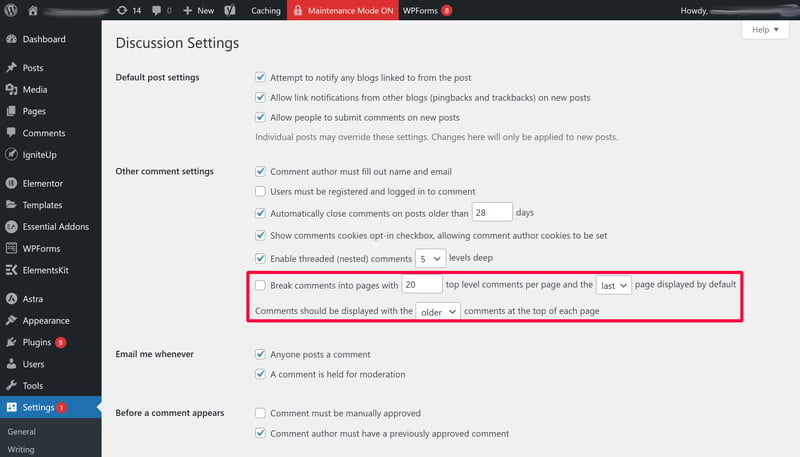 14 0 + New Caching Maintenance Mode ON WPForms 8 Howdy,
Help ▼
Dashboard
Posts
Media
Pages
Comments
IgniteUp
Elementor
Templates
Essential Addons
WPForms
ElementsKit
Astra
Appearance
Plugins 9
Users
Tools
Settings 1
General
Writing
Discussion Settings
Default post settings
Attempt to notify any blogs linked to from the post
Allow link notifications from other blogs (pingbacks and trackbacks) on new posts
Allow people to submit comments on new posts
Individual posts may override these settings. Changes here will only be applied to new posts.
Other comment settings
Comment author must fill out name and email
Users must be registered and logged in to comment
Automatically close comments on posts older than 28 days
Show comments cookies opt-in checkbox, allowing comment author cookies to be set
Enable threaded (nested) comments 5 levels deep
Break comments into pages with 20 top level comments per page and the last page displayed by default
Comments should be displayed with the older comments at the top of each page
Email me whenever
Anyone posts a comment
A comment is held for moderation
Before a comment appears
Comment must be manually approved
Comment author must have a previously approved comment